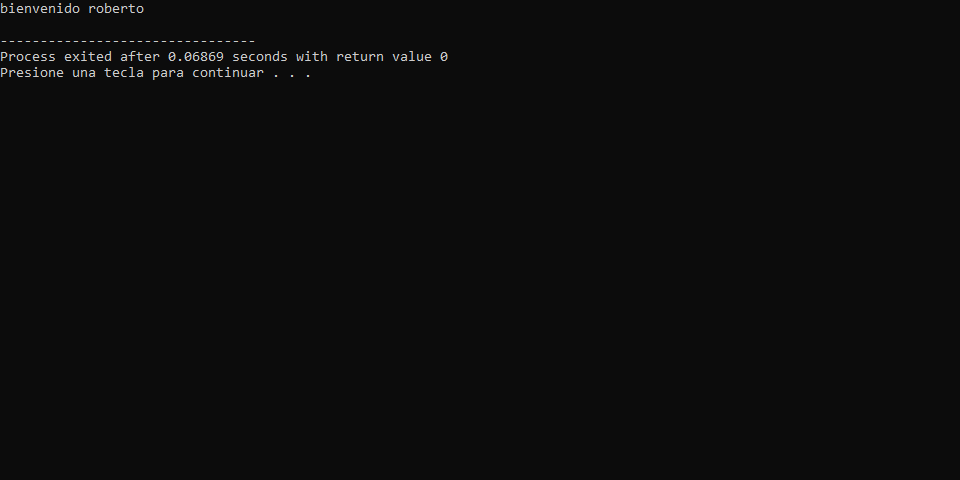 bienvenido roberto
--------------------------------
Process exited after 0.06869 seconds with return value 0
Presione una tecla para continuar . . .